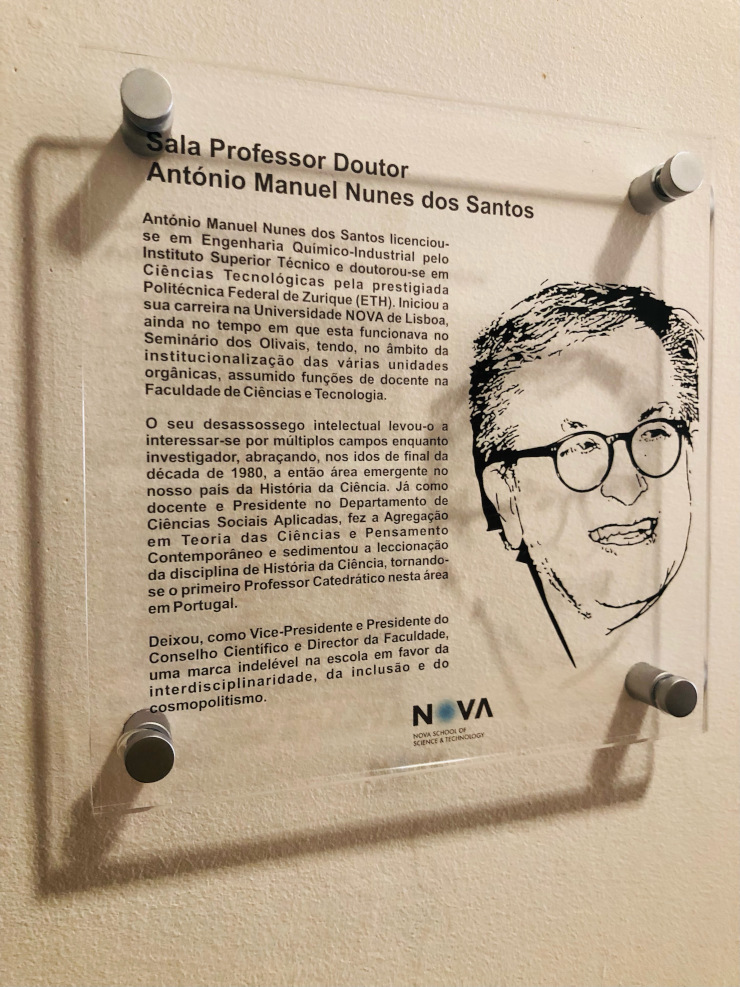 Sala Professor Doutor
António Manuel Nunes dos Santos
António Manuel Nunes dos Santos licenciou-
se em Engenharia Químico-Industrial pelo
Instituto Superior Técnico e doutorou-se em
Ciências Tecnológicas pela prestigiada
Politécnica Federal de Zurique (ETH). Iniciou a
sua carreira na Universidade NOVA de Lisboa,
ainda no tempo em que esta funcionava no
Seminário dos Olivais, tendo, no âmbito da
institucionalização das várias unidades
orgânicas, assumido funções de docente na
Faculdade de Ciências e Tecnologia.
O seu desassossego intelectual levou-o a
interessar-se por múltiplos campos enquanto
investigador, abraçando, nos idos de final da
década de 1980, a então área emergente no
nosso país da História da Ciência. Já como
docente e Presidente no Departamento de
Ciências Sociais Aplicadas, fez a Agregação
em Teoria das Ciências e Pensamento
Contemporâneo e sedimentou a leccionação
da disciplina de História da Ciência, tornando-
se o primeiro Professor Catedrático nesta área
em Portugal.
Deixou, como Vice-Presidente e Presidente do
Conselho Científico e Director da Faculdade,
uma marca indelével na escola em favor da
interdisciplinaridade, da inclusão e do
cosmopolitismo.
NOVA
NOVA SCHOOL OF
SCIENCE & TECHNOLOGY